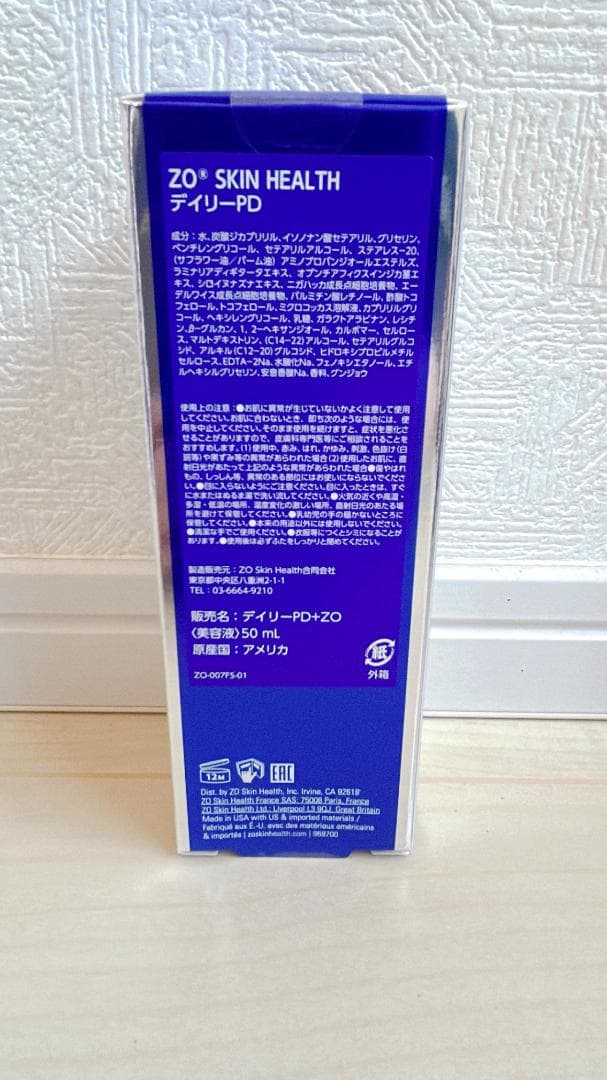 ZO® SKIN HEALTH
デイリーPD
成分：水、炭酸ジカプリリル、イソノナン酸セテアリル、グリセリン、
ペンチレングリコール、セテアリルアルコール、ステアレス-20、
(サフラワー油／パーム油) アミノプロパンジオールエステルズ、
ラミナリアディギタータエキス、オプンチアフィクスインジカ茎エ
キス、シロイヌナズナエキス、ニガハッカ成長点細胞培養物、エー
デルワイス成長点細胞培養物、パルミチン酸レチノール、酢酸トコ
フェロール、トコフェロール、ミクロコッカス溶解液、カプリリルグリ
コール、ヘキシレングリコール、乳糖、ガラクトアラビナン、レシチ
ン、β-グルカン、1，2-ヘキサンジオール、カルボマー、セルロー
ス、マルトデキストリン、(C14-22)アルコール、セテアリルグルコ
シド、アルキル(C12-20)グルコシド、ヒドロキシプロピルメチル
セルロース、EDTA-2Na、水酸化Na、フェノキシエタノール、エチ
ルヘキシルグリセリン、安息香酸Na、香料、グンジョウ
使用上の注意：●お肌に異常が生じていないかよく注意して使用
してください。お肌に合わないとき、即ち次のような場合には、使
用を中止してください。そのまま使用を続けますと、症状を悪化さ
せることがありますので、皮膚科専門医等にご相談されることを
おすすめします。(1)使用中、赤み、はれ、かゆみ、刺激、色抜け(白
斑等)や黒ずみ等の異常があらわれた場合(2)使用したお肌に、直
射日光があたって上記のような異常があらわれた場合●傷やはれ
もの、しっしん等、異常のある部位にはお使いにならないでくださ
い。●目に入らないようにご注意ください。目に入ったときは、すぐ
に水またはぬるま湯で洗い流してください。●火気の近くや高温・
多湿・低温の場所、温度変化の激しい場所、直射日光のあたる場
所を避けて保管してください。●乳幼児の手の届かないところに
保管してください。●本来の用途以外には使用しないでください。
●清潔な手でご使用ください。●衣服等につくとシミになることが
あります。●使用後は必ずふたをしっかりと閉めてください。
製造販売元：ZO Skin Health合同会社
東京都中央区八重洲2-1-1
TEL：03-6664-9210
販売名：デイリーPD+ZO
〈美容液〉50 mL
原産国：アメリカ
紙
外箱
ZO-007FS-01
12M
EAC
Dist. by ZO Skin Health, Inc. Irvine, CA 92618
ZO Skin Health France SAS: 75008 Paris, France
ZO Skin Health Ltd.: Liverpool L3 9QJ, Great Britain
Made in USA with US & imported materials /
Fabriqué aux É.-U. avec des matériaux américains
& importés | zoskinhealth.com | 969700